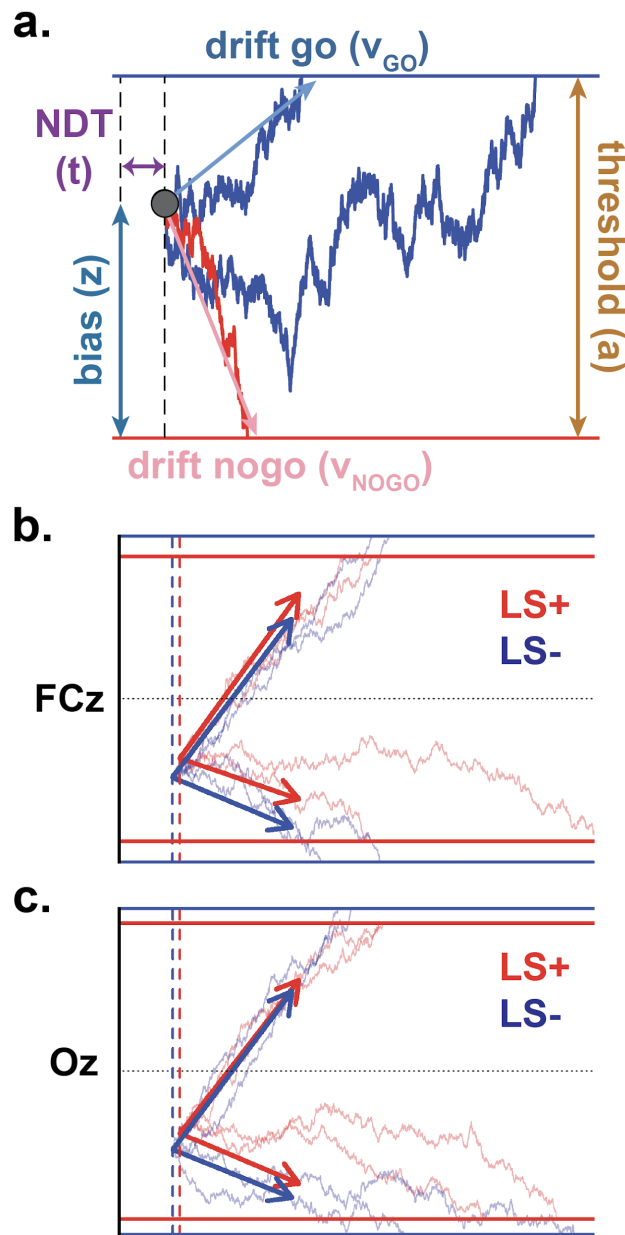 a.
drift go (vGO)
NDT
(t)
bias (z)
threshold (a)
drift nogo (vNOGO)
b.
LS+
LS-
FCz
c.
LS+
LS-
Oz